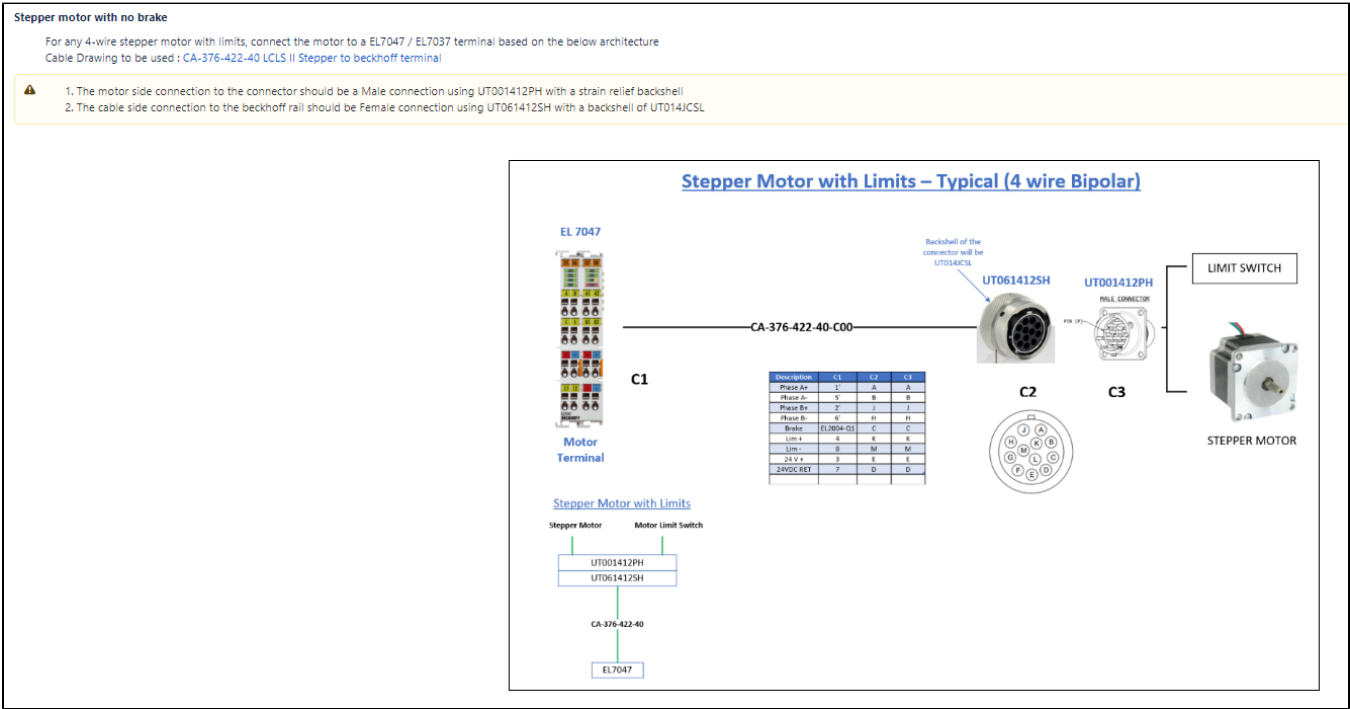 Stepper motor with no brake
For any 4-wire stepper motor with limits, connect the motor to a EL7047 / EL7037 terminal based on the below architecture
Cable Drawing to be used : CA-376-422-40 LCLS II Stepper to beckhoff terminal
1. The motor side connection to the connector should be a Male connection using UT001412PH with a strain relief backshell
2. The cable side connection to the beckhoff rail should be Female connection using UT061412SH with a backshell of UT014JCSL
Stepper Motor with Limits – Typical (4 wire Bipolar)
EL 7047
Backshell of the
connector will be
UT014JCSL
UT061412SH
UT001412PH
MALE CONNECTOR
PIN (P)
LIMIT SWITCH
CA-376-422-40-C00
C1
C2
C3
STEPPER MOTOR
Motor
Terminal
Description C1 C2 C3
Phase A+ 1' A A
Phase A- 5' B B
Phase B+ 2' J J
Phase B- 6' H H
Brake EL2004-O1 C C
Lim + 4 K K
Lim - 8 M M
24 V + 3 E E
24VDC RET 7 D D
J A
H K B
M
G L C
F E D
Stepper Motor with Limits
Stepper Motor Motor Limit Switch
UT001412PH
UT061412SH
CA-376-422-40
EL7047